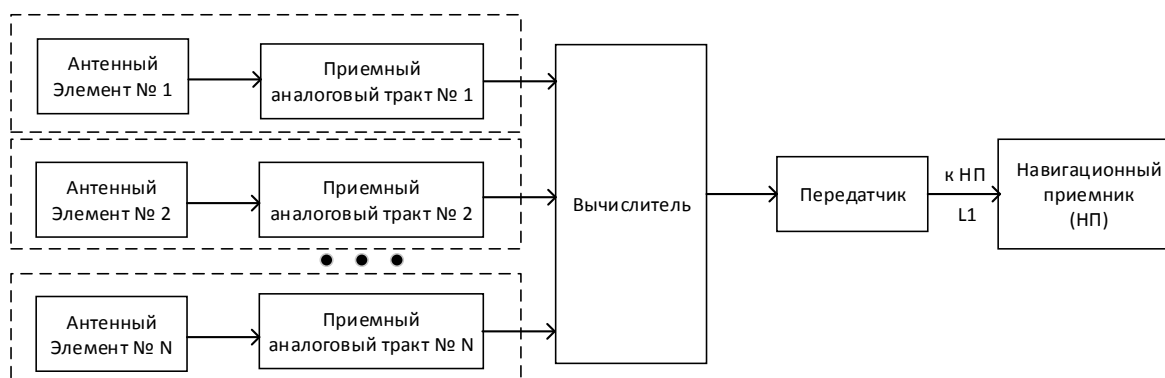 Антенный
Элемент № 1
Приемный
аналоговый тракт № 1
Антенный
Элемент № 2
Приемный
аналоговый тракт № 2
Антенный
Элемент № N
Приемный
аналоговый тракт № N
Вычислитель
Передатчик
к НП
L1
Навигационный
приемник
(НП)